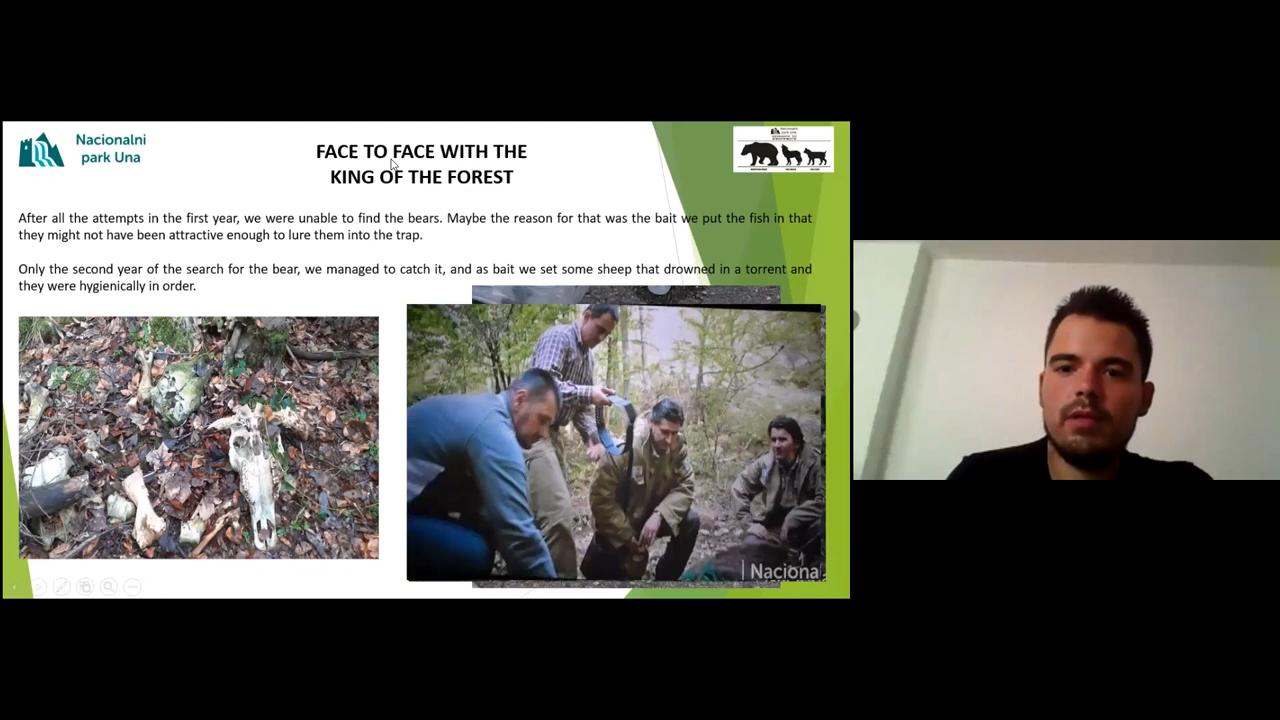 Nacionalni
park Una
FACE TO FACE WITH THE
KING OF THE FOREST
After all the attempts in the first year, we were unable to find the bears. Maybe the reason for that was the bait we put the fish in that
they might not have been attractive enough to lure them into the trap.
Only the second year of the search for the bear, we managed to catch it, and as bait we set some sheep that drowned in a torrent and
they were hygienically in order.
Naciona